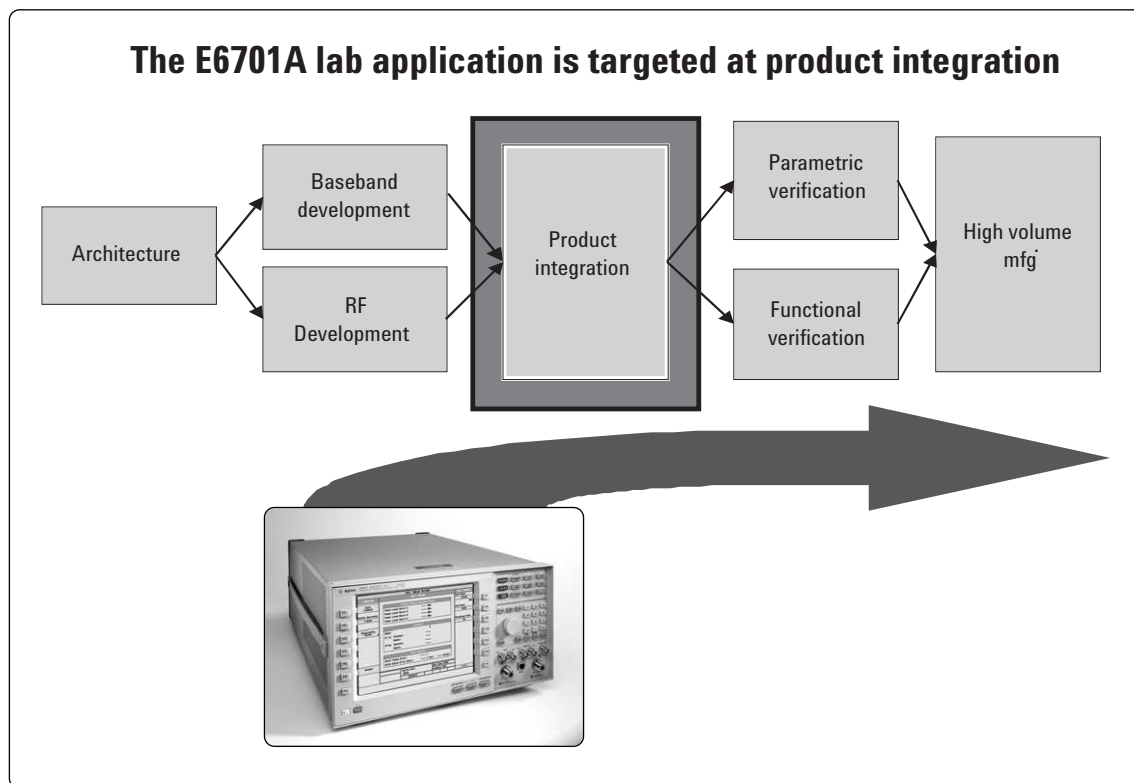 The E6701A lab application is targeted at product integration
Architecture
Baseband
development
RF
Development
Product
integration
Parametric
verification
Functional
verification
High volume
mfg.
Agilent